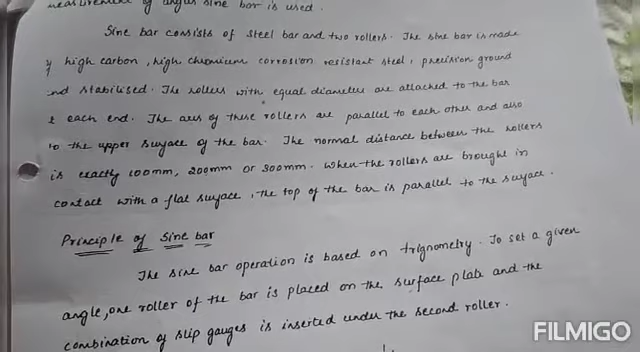 measurement of angles sine bar is used.
Sine bar consists of steel bar and two rollers. The sine bar is made
y high carbon, high chromium corrosion resistant steel, precision ground
and stabilised. The rollers with equal diameters are attached to the bar
t each end. The axes of these rollers are parallel to each other and also
to the upper surface of the bar. The normal distance between the rollers
is exactly 100mm, 200mm or 300mm. When the rollers are brought in
contact with a flat surface, the top of the bar is parallel to the surface.
Principle of Sine bar
The sine bar operation is based on trignometry. To set a given
angle, one roller of the bar is placed on the surface plate and the
combination of slip gauges is inserted under the second roller.
FILMIGO